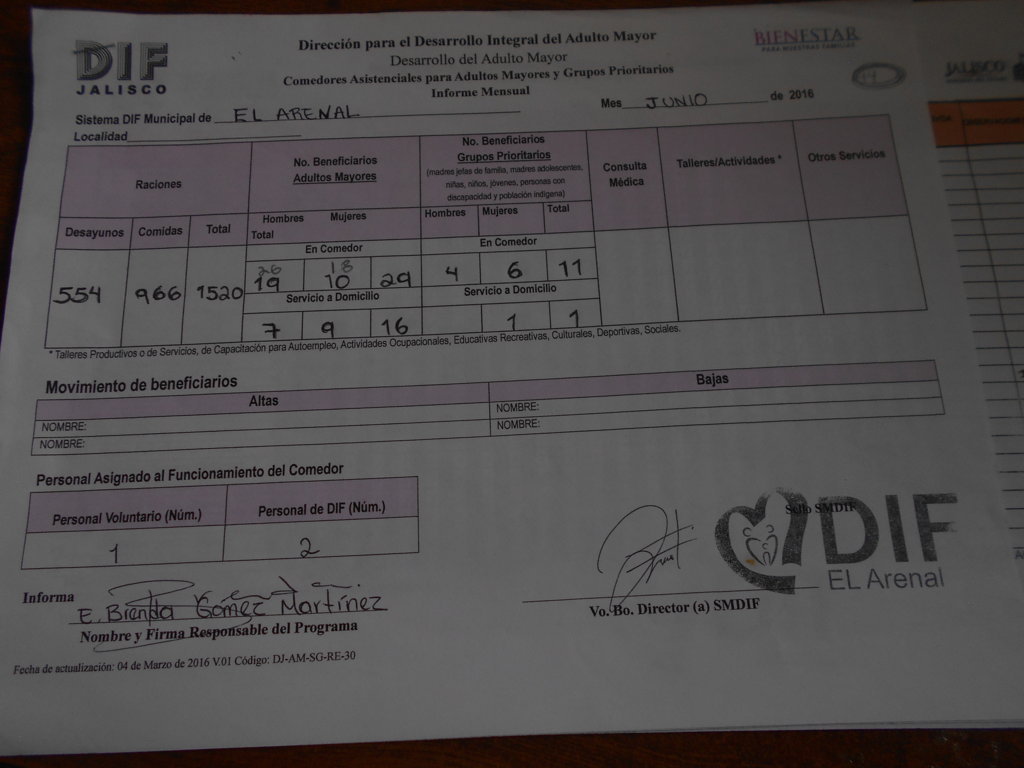 DIF
JALISCO
Dirección para el Desarrollo Integral del Adulto Mayor
Desarrollo del Adulto Mayor
Comedores Asistenciales para Adultos Mayores y Grupos Prioritarios
Informe Mensual
BIENESTAR
PARA NUESTRAS FAMILIAS
14
JALISCO
Sistema DIF Municipal de EL ARENAL
Mes JUNIO de 2016
Localidad
Raciones
No. Beneficiarios
Adultos Mayores
No. Beneficiarios
Grupos Prioritarios
(madres jefas de familia, madres adolescentes,
niñas, niños, jóvenes, personas con
discapacidad y población indígena)
Consulta
Médica
Talleres/Actividades *
Otros Servicios
Desayunos Comidas Total
Hombres Mujeres
Total
Hombres Mujeres Total
En Comedor
En Comedor
26 18
19 10 29
4 6 11
554 966 1520
Servicio a Domicilio
Servicio a Domicilio
7 9 16
1 1
* Talleres Productivos o de Servicios, de Capacitación para Autoempleo, Actividades Ocupacionales, Educativas Recreativas, Culturales, Deportivas, Sociales.
Movimiento de beneficiarios
Altas
Bajas
NOMBRE:
NOMBRE:
NOMBRE:
NOMBRE:
Personal Asignado al Funcionamiento del Comedor
Personal Voluntario (Núm.)
Personal de DIF (Núm.)
1
2
Sello SMDIF
DIF
EL Arenal
Informa
E. Brenda Gómez Martínez
Nombre y Firma Responsable del Programa
Vo. Bo. Director (a) SMDIF
Fecha de actualización: 04 de Marzo de 2016 V.01 Código: DJ-AM-SG-RE-30